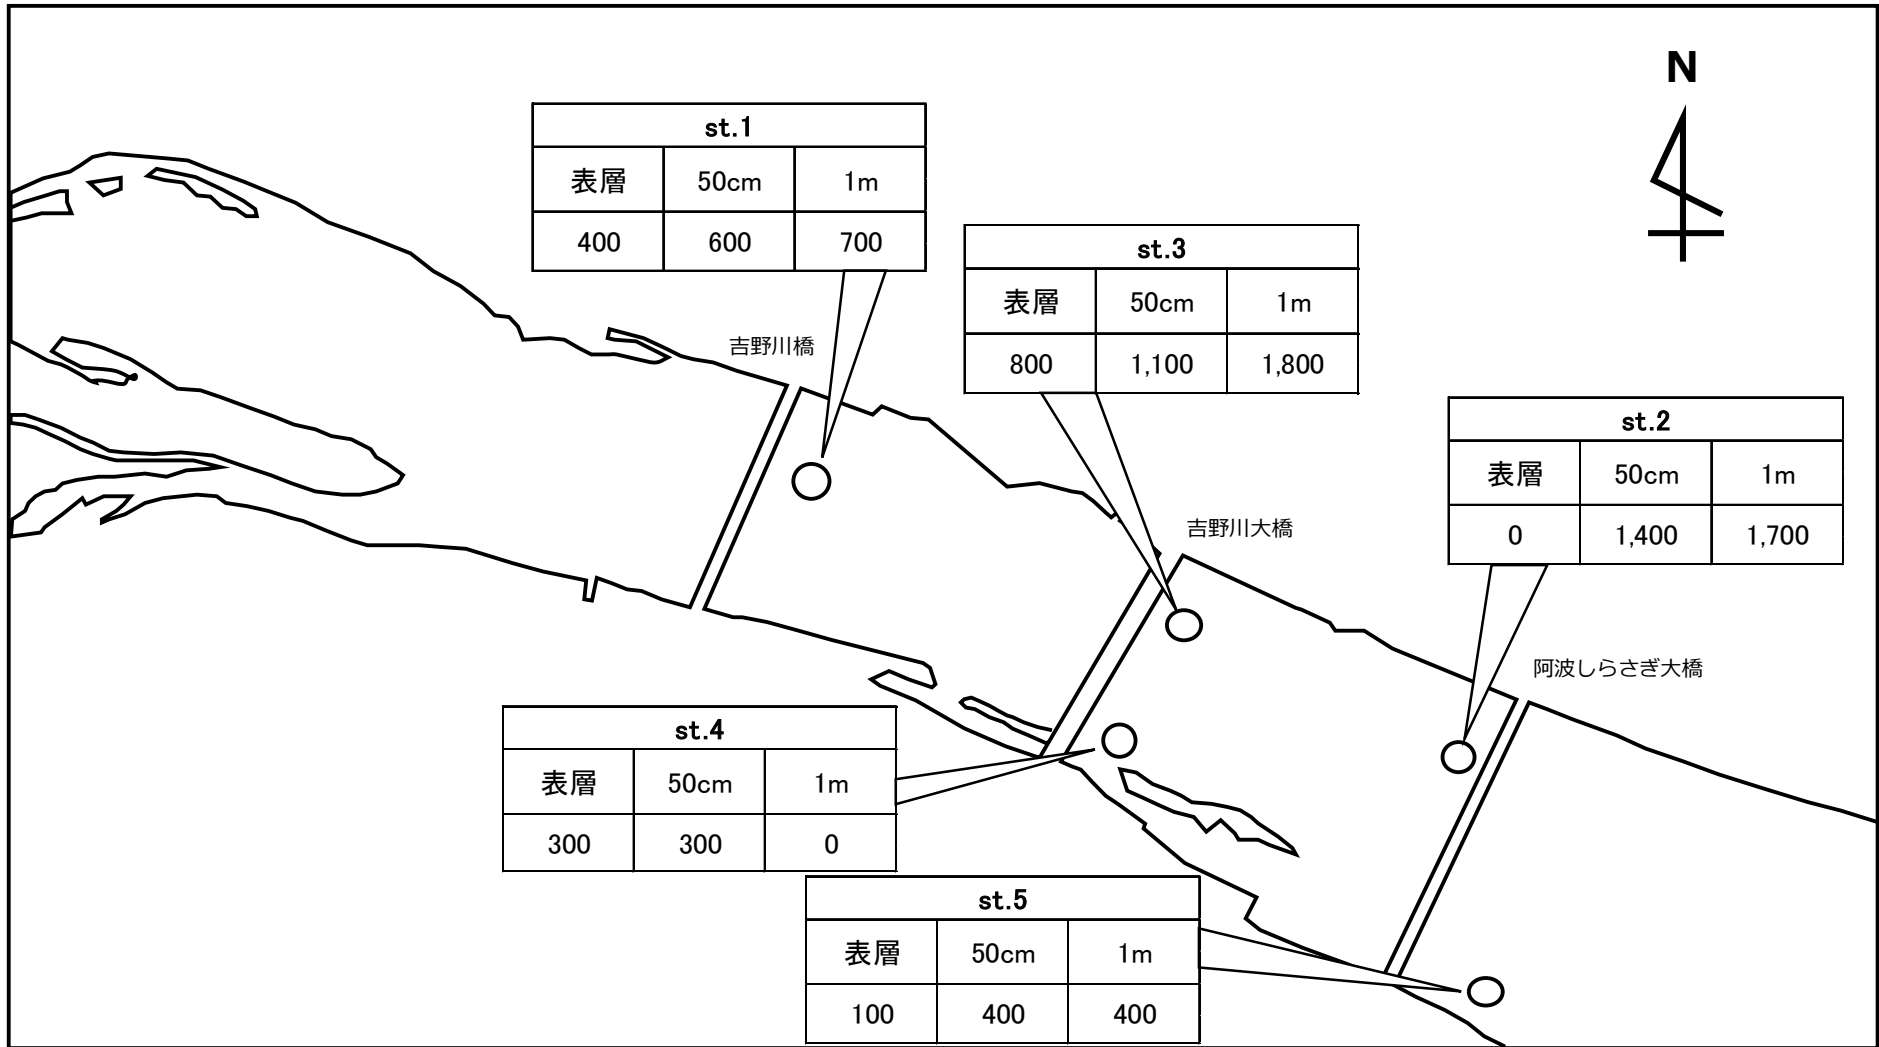 N
st.1
表層 50cm 1m
400 600 700
st.3
表層 50cm 1m
800 1,100 1,800
吉野川橋
st.2
表層 50cm 1m
0 1,400 1,700
吉野川大橋
阿波しらさぎ大橋
st.4
表層 50cm 1m
300 300 0
st.5
表層 50cm 1m
100 400 400